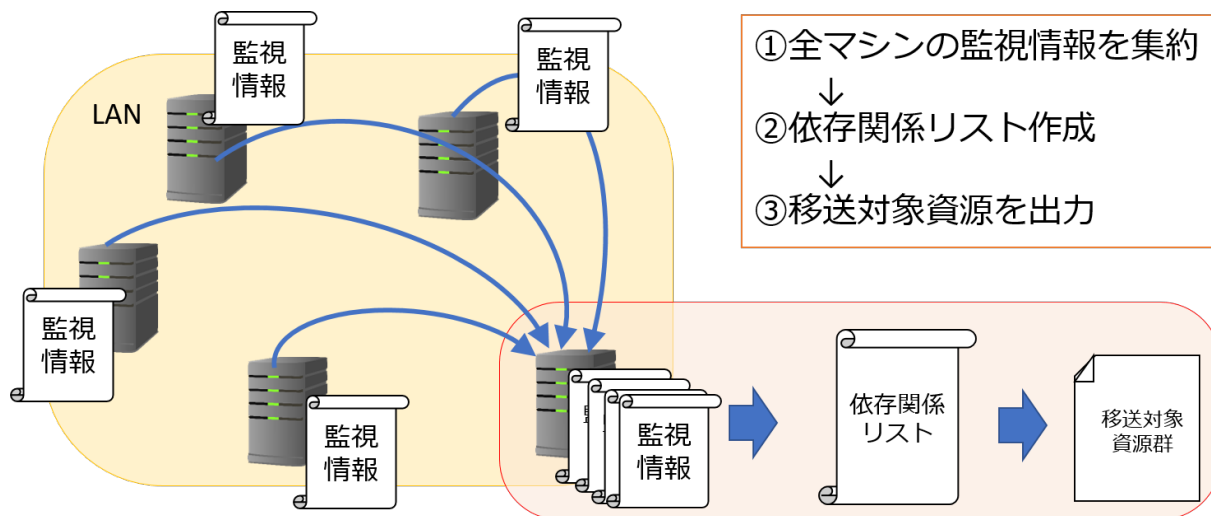 監視
情報
監視
情報
LAN
①全マシンの監視情報を集約
↓
②依存関係リスト作成
↓
③移送対象資源を出力
監視
情報
監視
情報
監視
情報
依存関係
リスト
移送対象
資源群